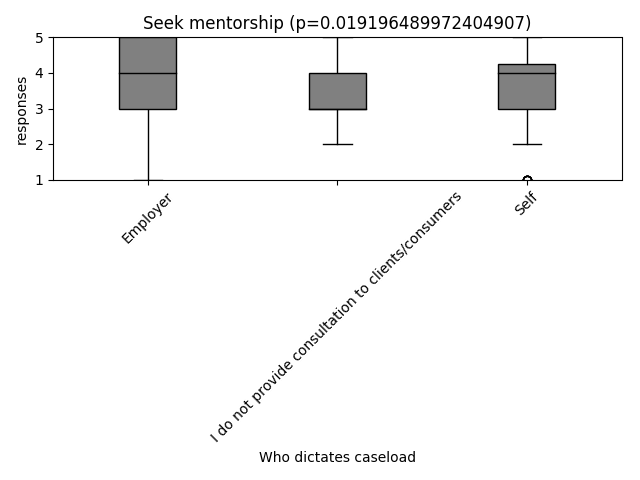 Seek mentorship (p=0.019196489972404907)
5
4
3
2
1
responses
Employer
I do not provide consultation to clients/consumers
Self
Who dictates caseload